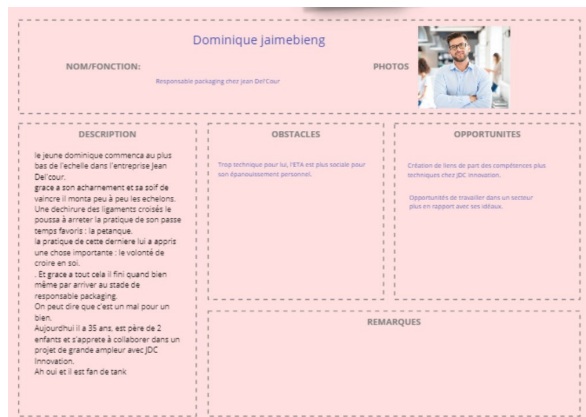 Dominique jaimebieng
NOM/FONCTION:
PHOTOS
Responsable packaging chez Jean Del'Cour
DESCRIPTION
le jeune dominique commenca au plus
bas de l'echelle dans l'entreprise Jean
Del'cour.
grace a son acharnement et sa soif de
vaincre il monta peu à peu les echelons.
Une dechirure des ligaments croisés le
poussa à arreter la pratique de son passe
temps favoris : la petanque.
la pratique de cette derniere lui a appris
une chose importante : le volonté de
croire en soi.
. Et grace a tout cela il fini quand bien
même par arriver au stade de
responsable packaging.
On peut dire que c'est un mal pour un
bien.
Aujourdhui il a 35 ans. est père de 2
enfants et s'apprete à collaborer dans un
projet de grande ampleur avec JDC
Innovation.
Ah oui et il est fan de tank
OBSTACLES
Trop technique pour lui, l'ETA est plus sociale pour
son épanouissement personnel.
OPPORTUNITES
Création de liens de part des compétences plus
techniques chez JDC innovation.
Opportunités de travailler dans un secteur
plus en rapport avec ses idéaux.
REMARQUES